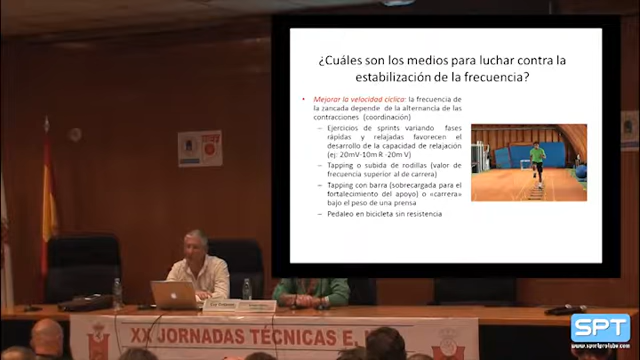 ¿Cuáles son los medios para luchar contra la
estabilización de la frecuencia?
• Mejorar la velocidad cíclica: la frecuencia de
la zancada depende de la alternancia de las
contracciones (coordinación)
– Ejercicios de sprints variando fases
rápidas y relajadas favorecen el
desarrollo de la capacidad de relajación
(ej: 20mV-10m R -20m V)
– Tapping o subida de rodillas (valor de
frecuencia superior al de carrera)
– Tapping con barra (sobrecargada para el
fortalecimiento del apoyo) o «carrera»
bajo el peso de una prensa
– Pedaleo en bicicleta sin resistencia
XX JORNADAS TÉCNICAS E.
SPT
www.sportprotube.com